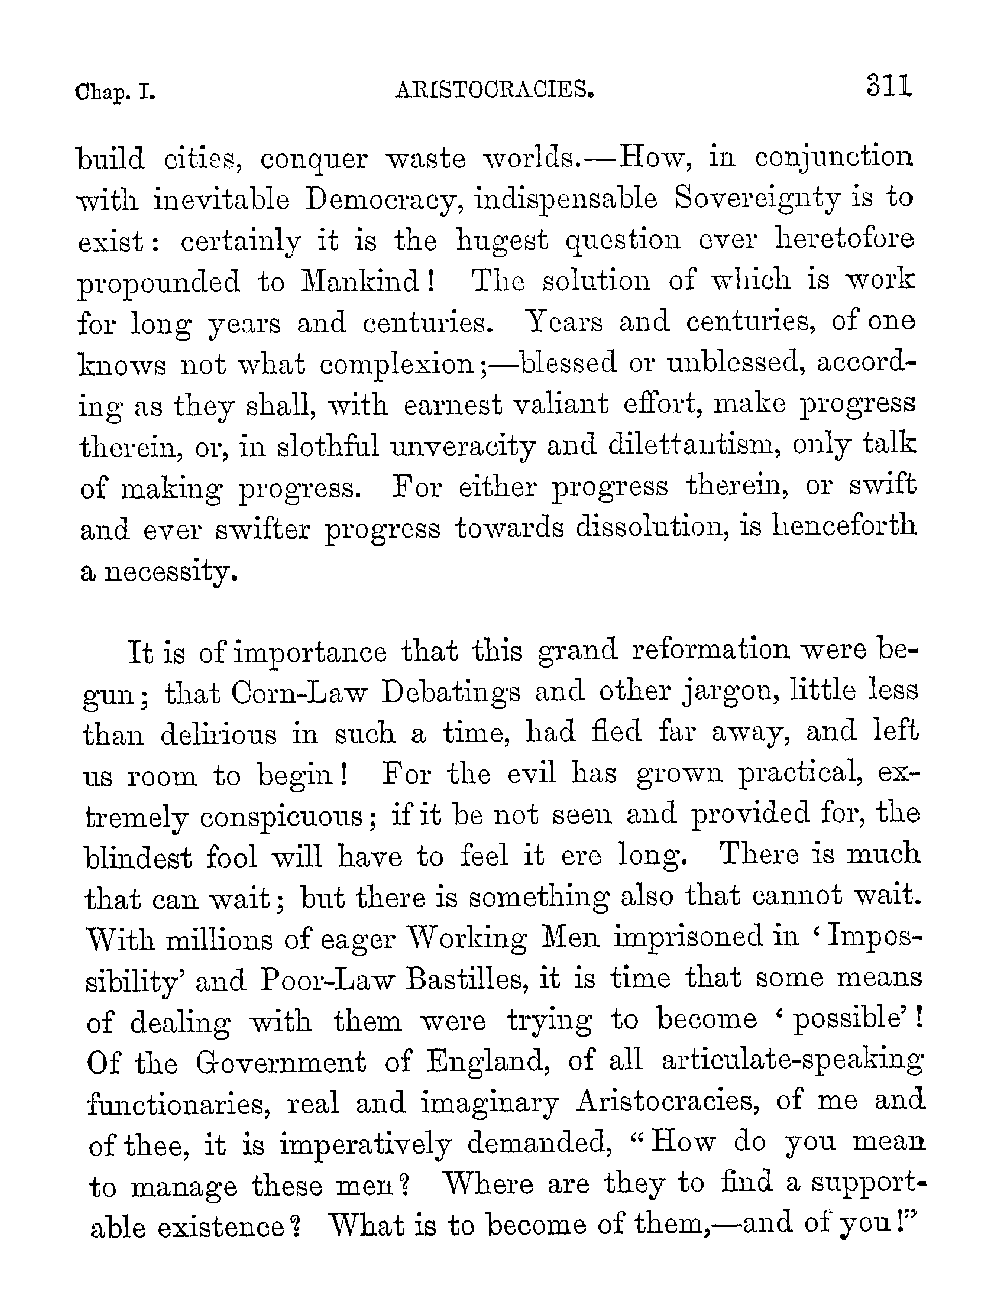 Chap. I. ARISTOCRACIES. 311
build cities, conquer waste worlds.—How, in conjunction
with inevitable Democracy, indispensable Sovereignty is to
exist: certainly it is the hugest question ever heretofore
propounded to Mankind! The solution of which is work
for long years and centuries. Years and centuries, of one
knows not what complexion;—blessed or unblessed, accord-
ing as they shall, with earnest valiant effort, make progress
therein, or, in slothful unveracity and dilettantism, only talk
of making progress. For either progress therein, or swift
and ever swifter progress towards dissolution, is henceforth
a necessity.
It is of importance that this grand reformation were be-
gun; that Corn-Law Debatings and other jargon, little less
than delirious in such a time, had fled far away, and left
us room to begin! For the evil has grown practical, ex-
tremely conspicuous; if it be not seen and provided for, the
blindest fool will have to feel it ere long. There is much
that can wait; but there is something also that cannot wait.
With millions of eager Working Men imprisoned in ‘Impos-
sibility’ and Poor-Law Bastilles, it is time that some means
of dealing with them were trying to become ‘possible’!
Of the Government of England, of all articulate-speaking
functionaries, real and imaginary Aristocracies, of me and
of thee, it is imperatively demanded, “How do you mean
to manage these men? Where are they to find a support-
able existence? What is to become of them,—and of you!”